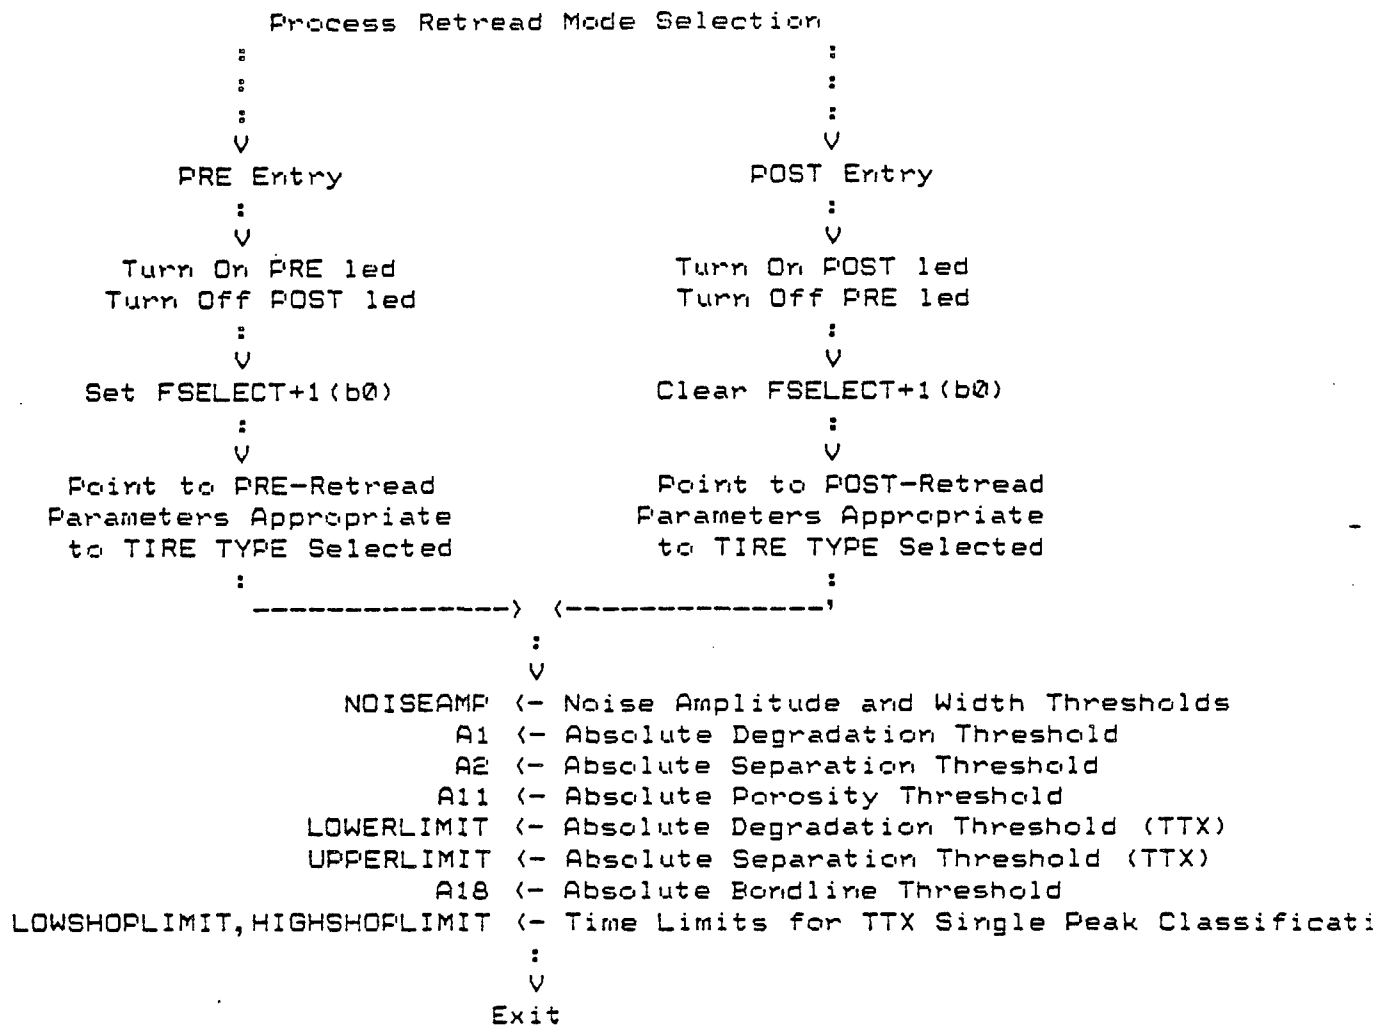 Process Retread Mode Selection
: :
: :
: :
V V
PRE Entry POST Entry
: :
V V
Turn On PRE led Turn On POST led
Turn Off POST led Turn Off PRE led
: :
V V
Set FSELECT+1(b0) Clear FSELECT+1(b0)
: :
V V
Point to PRE-Retread Point to POST-Retread
Parameters Appropriate Parameters Appropriate
to TIRE TYPE Selected to TIRE TYPE Selected
: :
--------------> <--------------'
:
V
NOISEAMP <- Noise Amplitude and Width Thresholds
A1 <- Absolute Degradation Threshold
A2 <- Absolute Separation Threshold
A11 <- Absolute Porosity Threshold
LOWERLIMIT <- Absolute Degradation Threshold (TTX)
UPPERLIMIT <- Absolute Separation Threshold (TTX)
A18 <- Absolute Bondline Threshold
LOWSHOPLIMIT,HIGHSHOPLIMIT <- Time Limits for TTX Single Peak Classificati
:
V
Exit